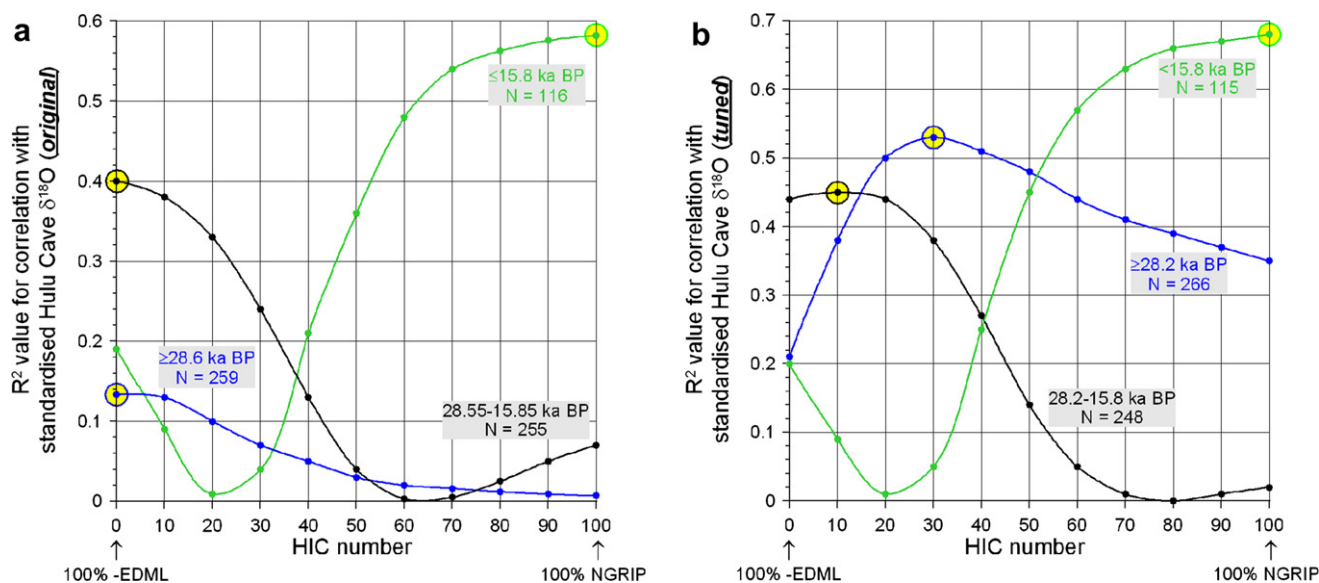 a
R² value for correlation with
standardised Hulu Cave δ¹⁸O (original)
0.6
0.5
0.4
0.3
0.2
0.1
0
≤15.8 ka BP
N = 116
≥28.6 ka BP
N = 259
28.55-15.85 ka BP
N = 255
0 10 20 30 40 50 60 70 80 90 100
HIC number
100% -EDML
100% NGRIP
b
R² value for correlation with
standardised Hulu Cave δ¹⁸O (tuned)
0.7
0.6
0.5
0.4
0.3
0.2
0.1
0
<15.8 ka BP
N = 115
≥28.2 ka BP
N = 266
28.2-15.8 ka BP
N = 248
0 10 20 30 40 50 60 70 80 90 100
HIC number
100% -EDML
100% NGRIP